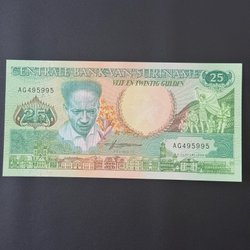 CENTRALE BANK VAN SURINAME
VIJF EN TWINTIG GULDEN
25
AG495995
25
AG495995